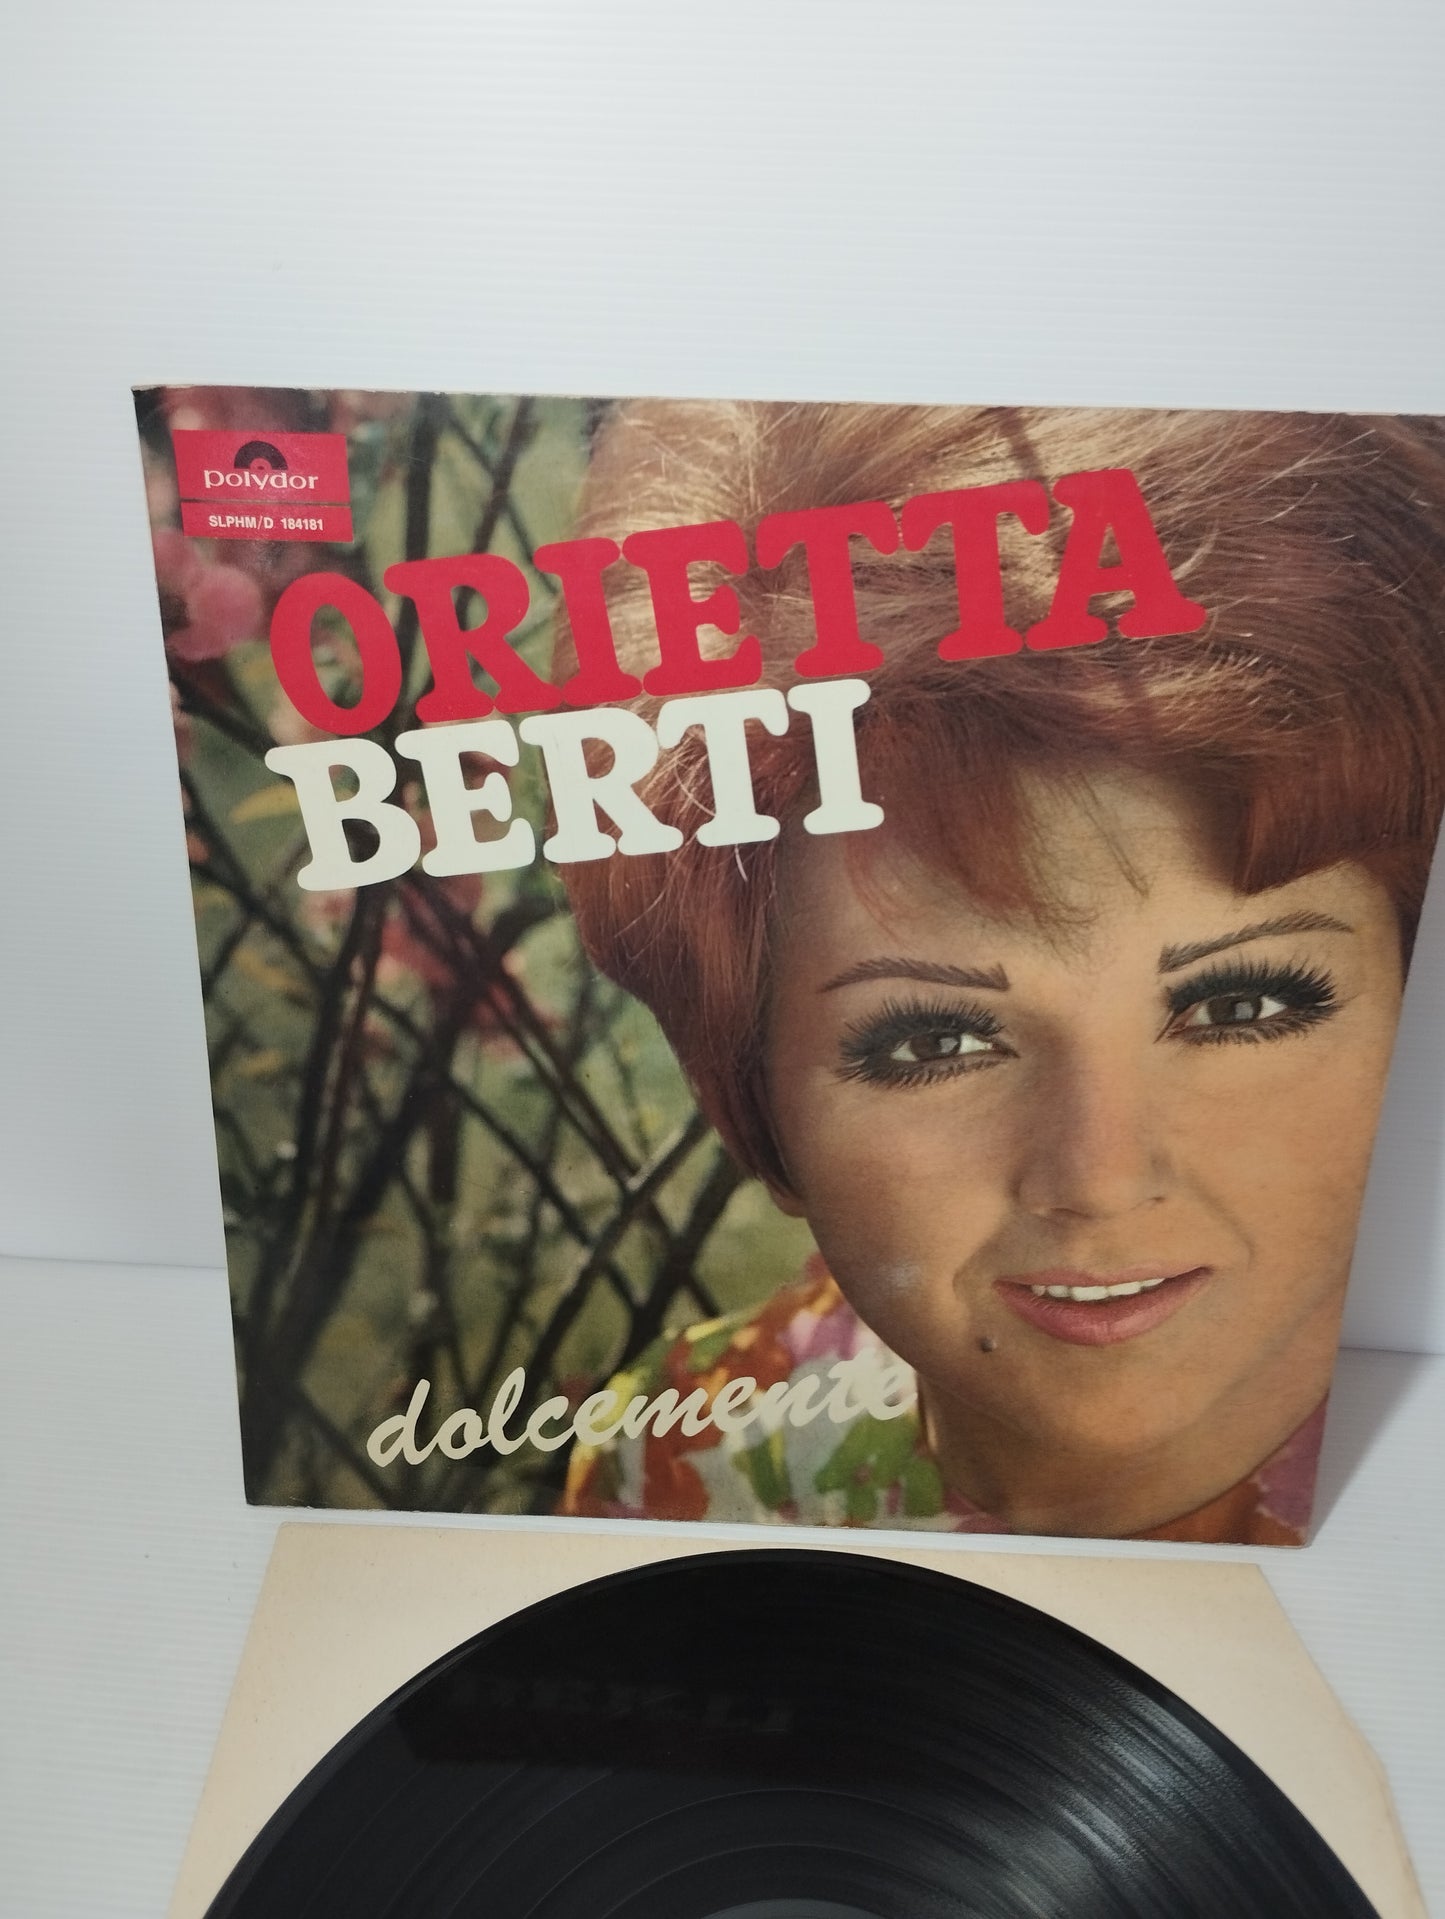 polydor
SLPHM/D 184181
ORIETTA
BERTI
dolcemente